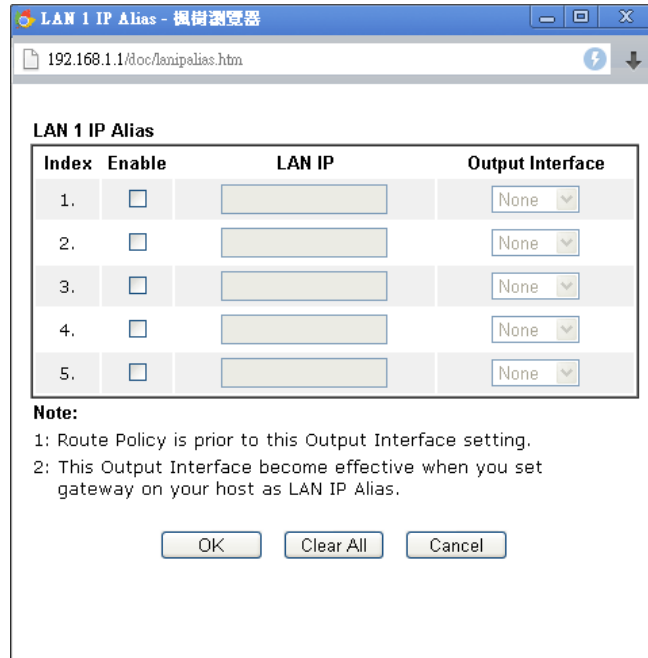 LAN 1 IP Alias - 楓樹瀏覽器
192.168.1.1/doc/lanipalias.htm
LAN 1 IP Alias
Index Enable LAN IP Output Interface
1. None
2. None
3. None
4. None
5. None
Note:
1: Route Policy is prior to this Output Interface setting.
2: This Output Interface become effective when you set
gateway on your host as LAN IP Alias.
OK Clear All Cancel